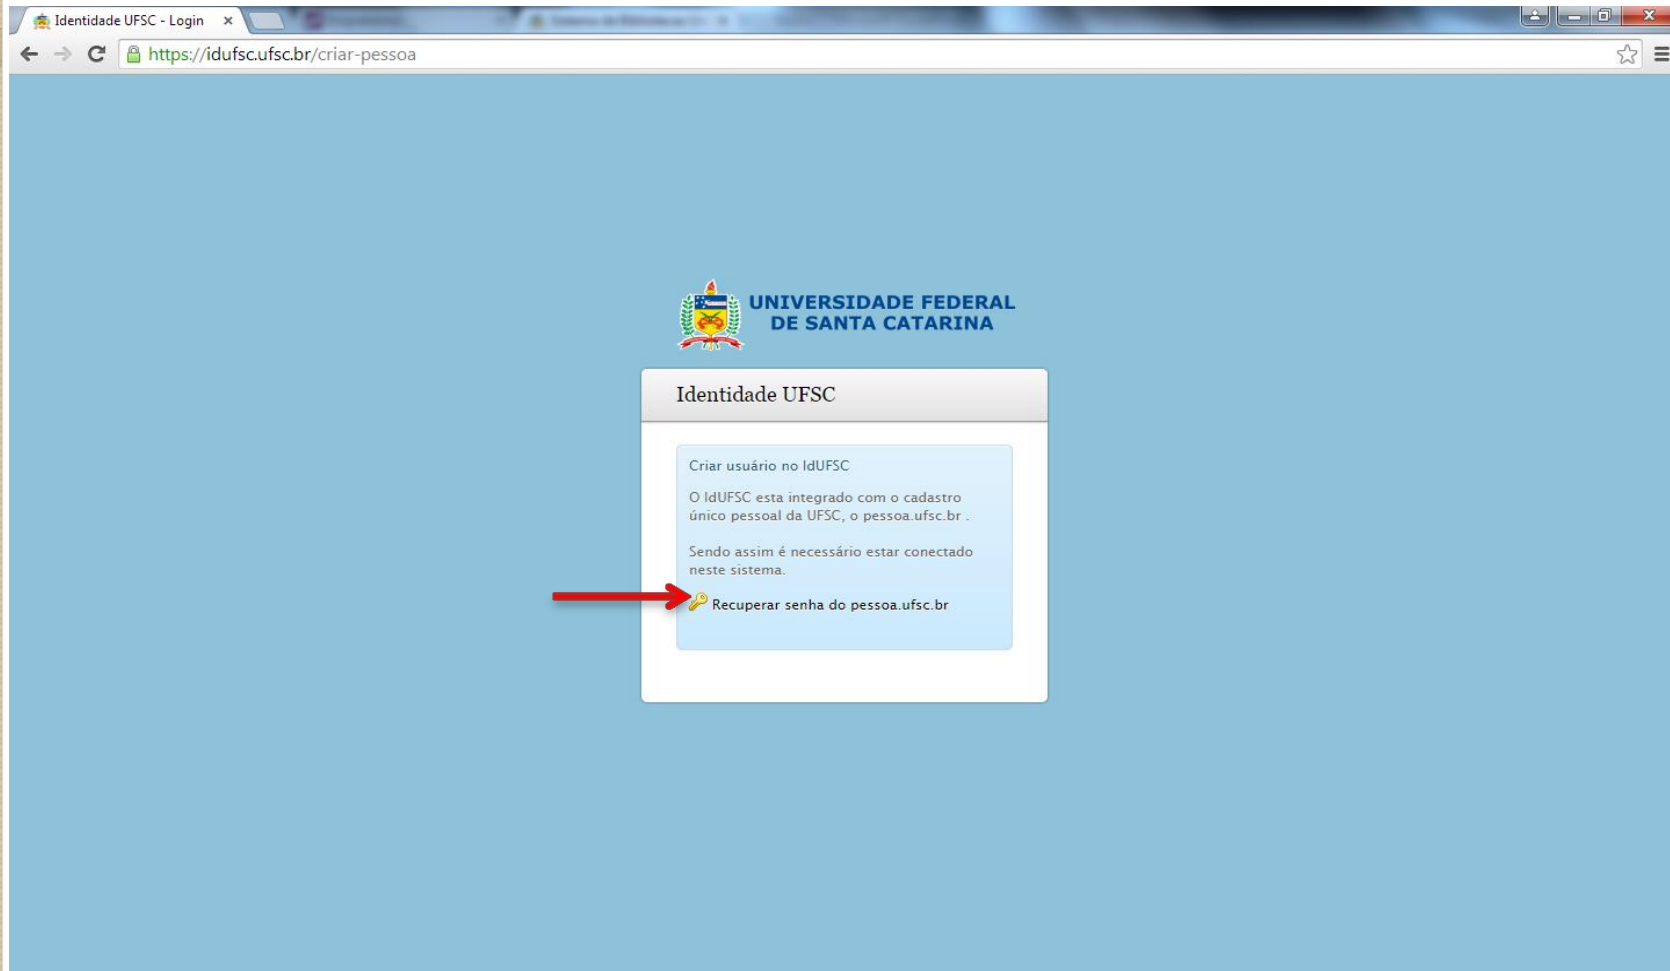 Identidade UFSC - Login
https://idufsc.ufsc.br/criar-pessoa
UNIVERSIDADE FEDERAL
DE SANTA CATARINA
Identidade UFSC
Criar usuário no IdUFSC
O IdUFSC esta integrado com o cadastro
único pessoal da UFSC, o pessoa.ufsc.br .
Sendo assim é necessário estar conectado
neste sistema.
Recuperar senha do pessoa.ufsc.br